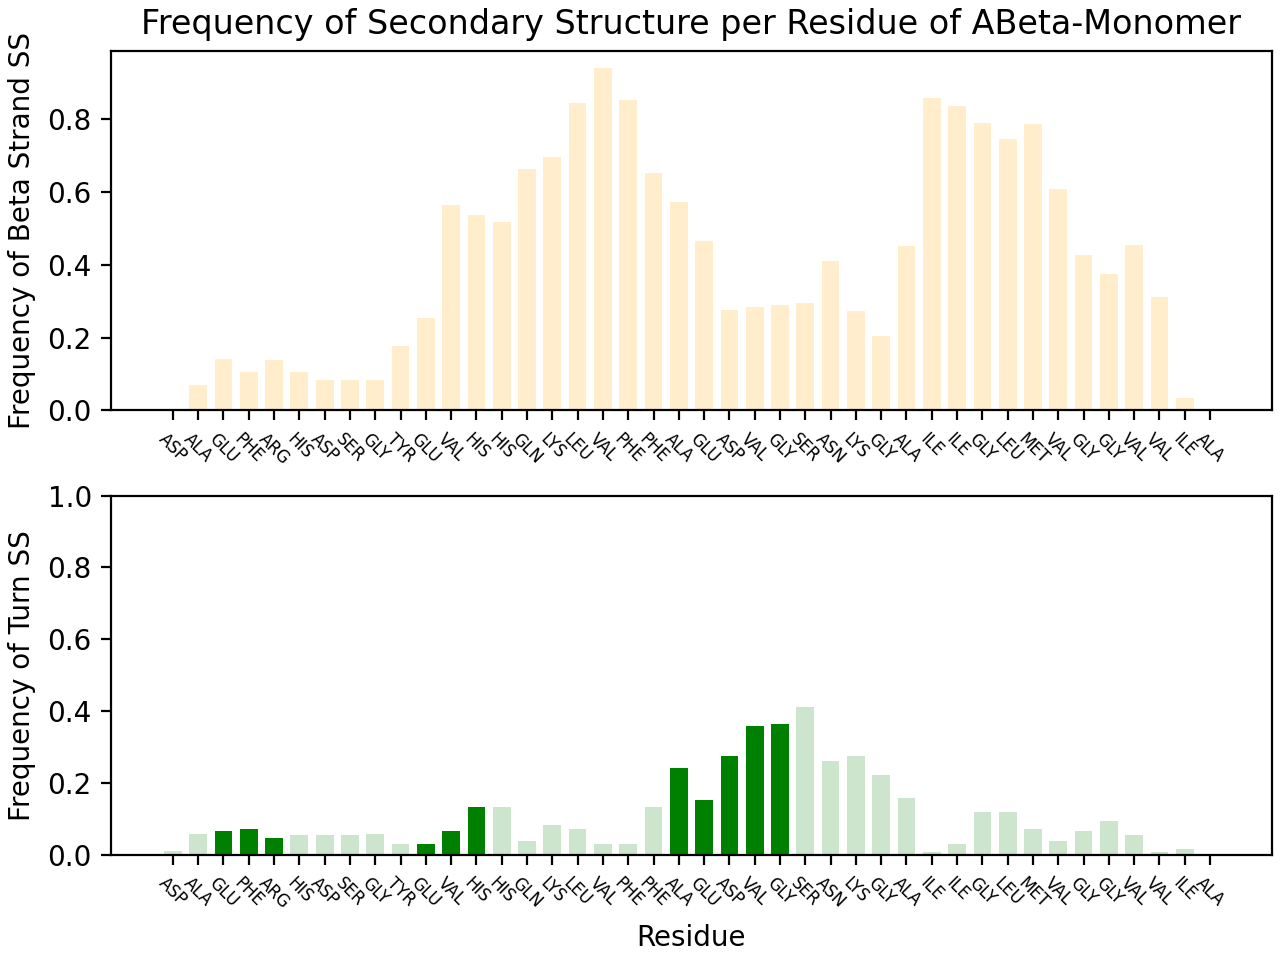 Frequency of Secondary Structure per Residue of ABeta-Monomer
Frequency of Beta Strand SS
0.8
0.6
0.4
0.2
0.0
ASP ALA GLU PHE ARG HIS ASP SER GLY TYR GLU VAL HIS HIS GLN LYS LEU VAL PHE PHE ALA GLU ASP VAL GLY SER ASN LYS GLY ALA ILE ILE GLY LEU MET VAL GLY GLY VAL VAL ILE ALA
Frequency of Turn SS
1.0
0.8
0.6
0.4
0.2
0.0
ASP ALA GLU PHE ARG HIS ASP SER GLY TYR GLU VAL HIS HIS GLN LYS LEU VAL PHE PHE ALA GLU ASP VAL GLY SER ASN LYS GLY ALA ILE ILE GLY LEU MET VAL GLY GLY VAL VAL ILE ALA
Residue